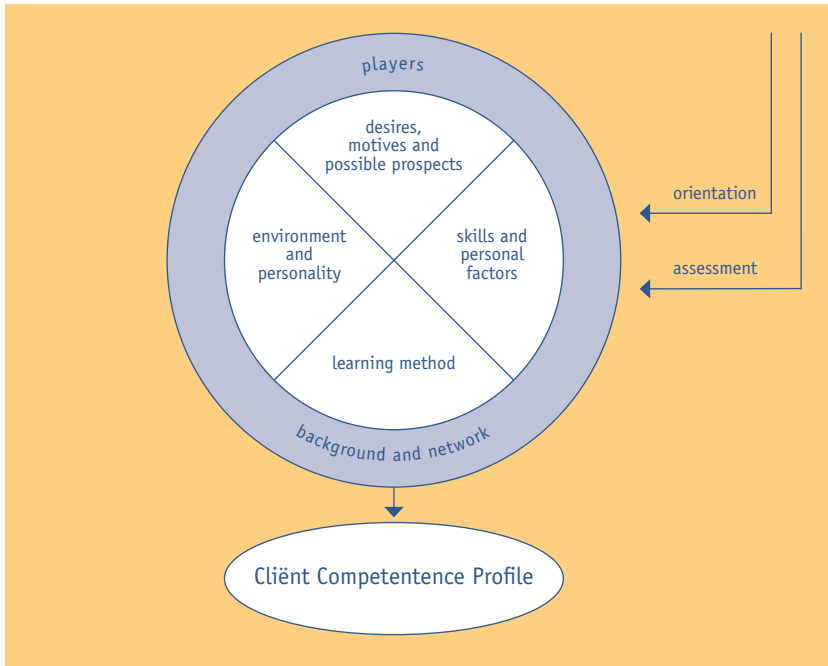 players
desires,
motives and
possible prospects
environment
and
personality
skills and
personal
factors
orientation
assessment
learning method
background and network
Cliënt Competentence Profile